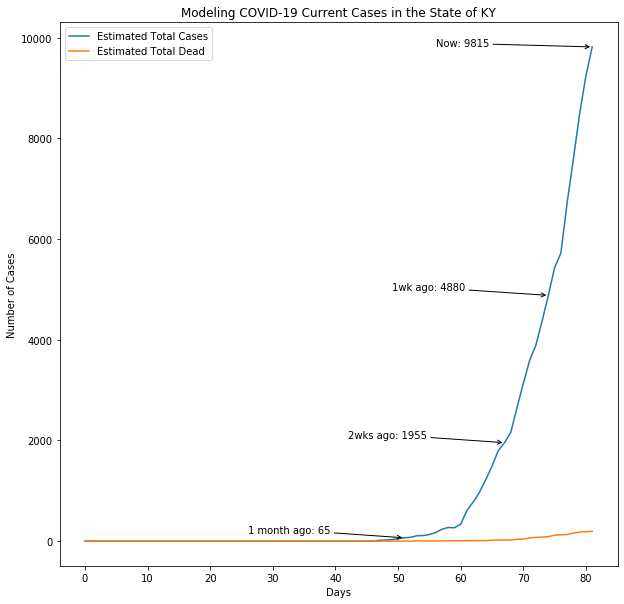 Modeling COVID-19 Current Cases in the State of KY
Estimated Total Cases
Estimated Total Dead
Now: 9815
1wk ago: 4880
2wks ago: 1955
1 month ago: 65
Number of Cases
10000
8000
6000
4000
2000
0
0 10 20 30 40 50 60 70 80
Days